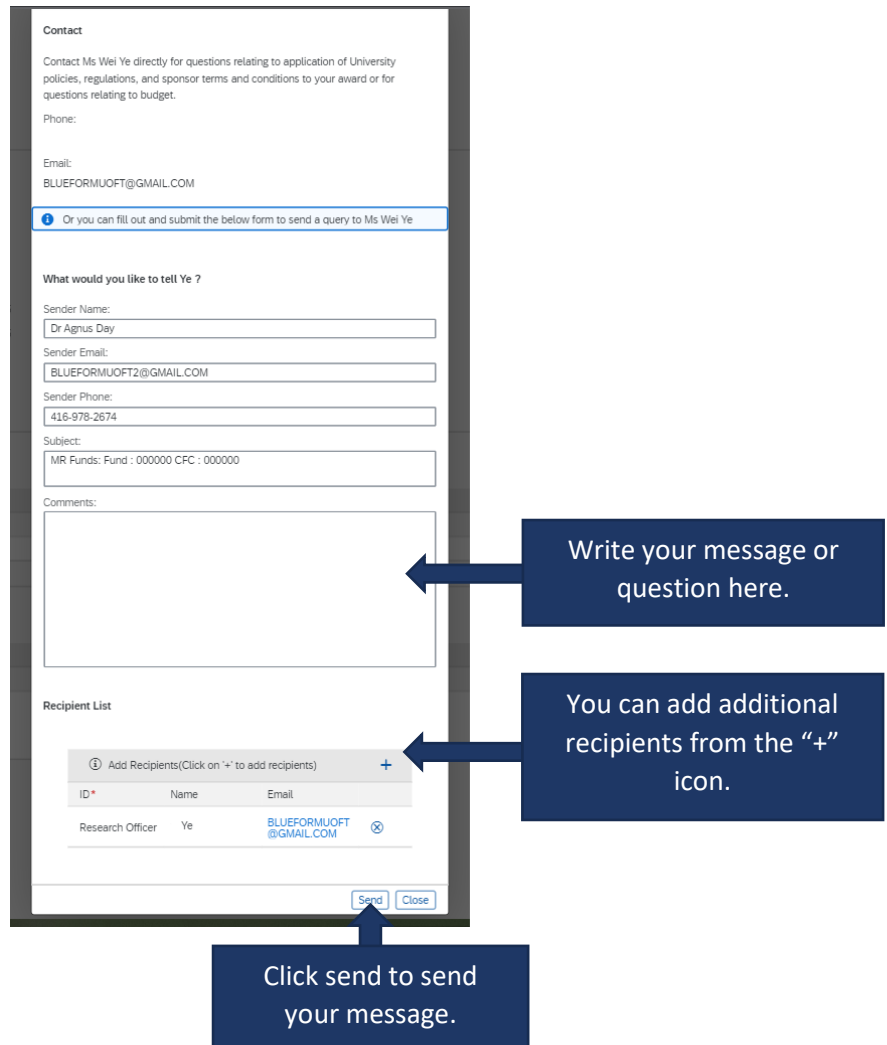 Contact
Contact Ms Wei Ye directly for questions relating to application of University
policies, regulations, and sponsor terms and conditions to your award or for
questions relating to budget.
Phone:
Email:
BLUEFORMUOFT@GMAIL.COM
Or you can fill out and submit the below form to send a query to Ms Wei Ye
What would you like to tell Ye ?
Sender Name:
Dr Agnus Day
Sender Email:
BLUEFORMUOFT2@GMAIL.COM
Sender Phone:
416-978-2674
Subject:
MR Funds: Fund : 000000 CFC : 000000
Comments:
Write your message or
question here.
Recipient List
You can add additional
recipients from the “+”
icon.
Add Recipients(Click on '+' to add recipients) +
ID* Name Email
Research Officer Ye BLUEFORMUOFT
@GMAIL.COM
Send Close
Click send to send
your message.